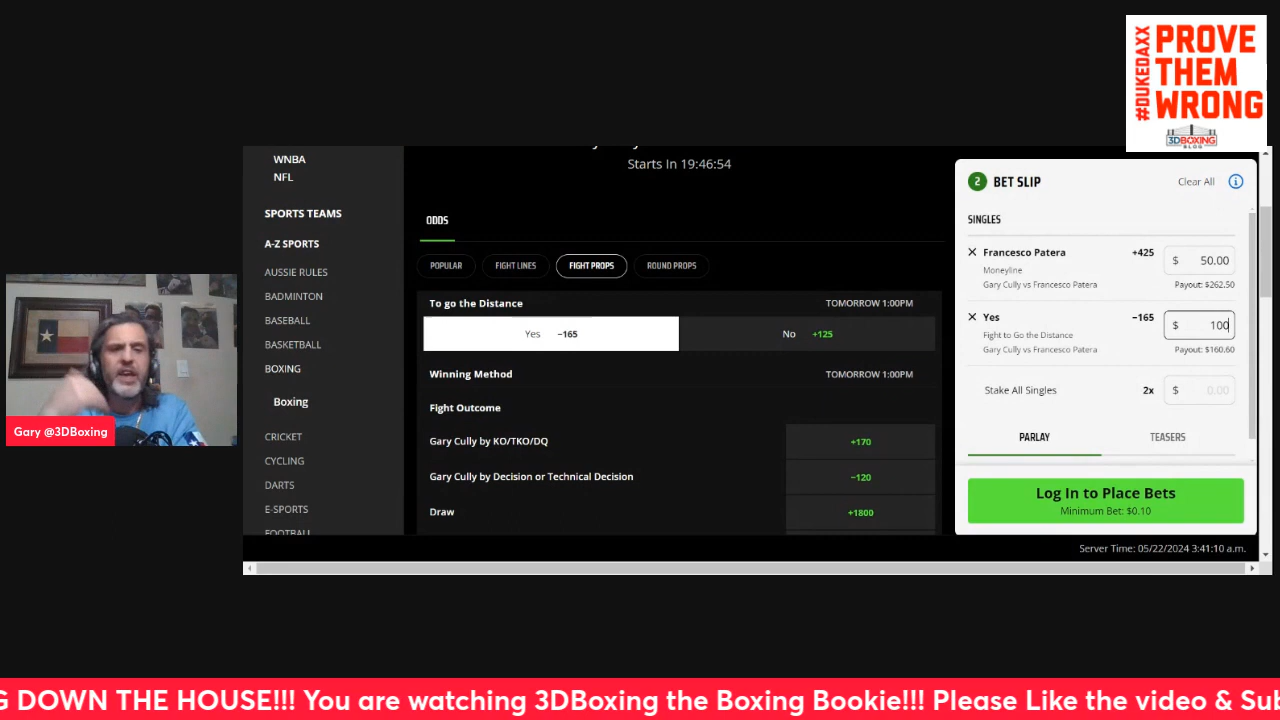 #DUKEDAXX
PROVE
THEM
WRONG
3DBOXING
BLOG
WNBA
NFL
SPORTS TEAMS
A-Z SPORTS
AUSSIE RULES
BADMINTON
BASEBALL
BASKETBALL
BOXING
Boxing
CRICKET
CYCLING
DARTS
E-SPORTS
FOOTBALL
Starts In 19:46:54
ODDS
POPULAR FIGHT LINES FIGHT PROPS ROUND PROPS
To go the Distance TOMORROW 1:00PM
Yes −165 No +125
Winning Method TOMORROW 1:00PM
Fight Outcome
Gary Cully by KO/TKO/DQ +170
Gary Cully by Decision or Technical Decision −120
Draw +1800
2 BET SLIP Clear All
SINGLES
Francesco Patera +425 $ 50.00
Moneyline
Gary Cully vs Francesco Patera Payout: $262.50
Yes −165 $ 100
Fight to Go the Distance
Gary Cully vs Francesco Patera Payout: $160.60
Stake All Singles 2x $ 0.00
PARLAY TEASERS
Log In to Place Bets
Minimum Bet: $0.10
Server Time: 05/22/2024 3:41:10 a.m.
Gary @3DBoxing
G DOWN THE HOUSE!!! You are watching 3DBoxing the Boxing Bookie!!! Please Like the video & Sub